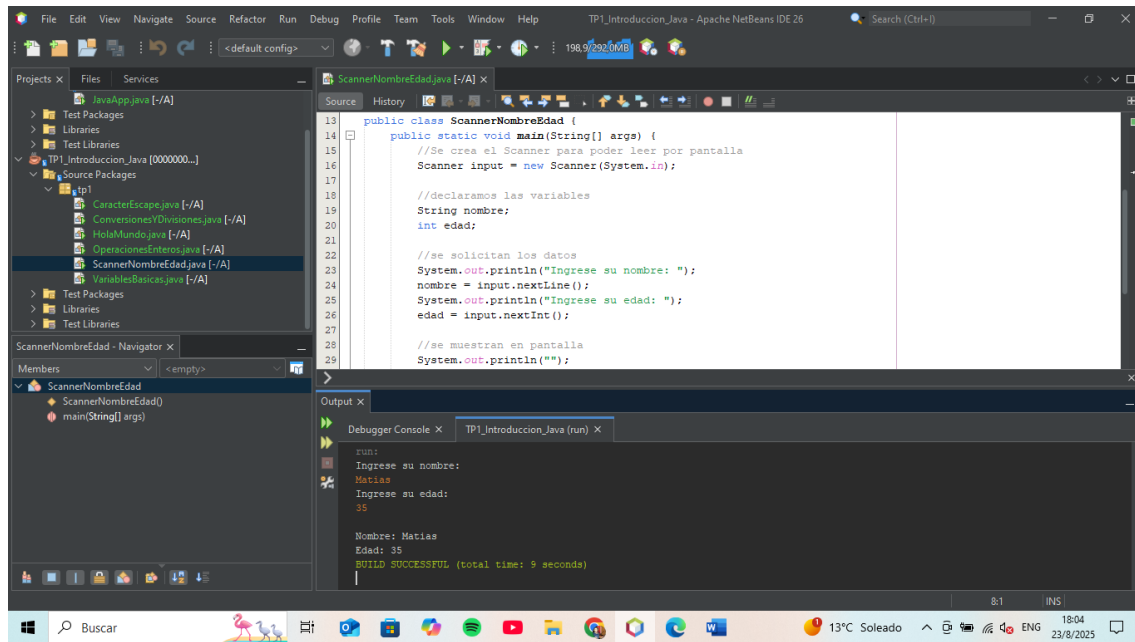 File Edit View Navigate Source Refactor Run Debug Profile Team Tools Window Help TP1_Introduccion_Java - Apache NetBeans IDE 26 Search (Ctrl+I)
<default config> 198,9/292,0MB
Projects Files Services
JavaApp.java [-/A]
Test Packages
Libraries
Test Libraries
TP1_Introduccion_Java [0000000...]
Source Packages
tp1
CaracterEscape.java [-/A]
ConversionesYDivisiones.java [-/A]
HolaMundo.java [-/A]
OperacionesEnteros.java [-/A]
ScannerNombreEdad.java [-/A]
VariablesBasicas.java [-/A]
Test Packages
Libraries
Test Libraries
ScannerNombreEdad - Navigator
Members <empty>
ScannerNombreEdad
ScannerNombreEdad()
main(String[] args)
ScannerNombreEdad.java [-/A]
Source History
13 public class ScannerNombreEdad {
14 public static void main(String[] args) {
15 //Se crea el Scanner para poder leer por pantalla
16 Scanner input = new Scanner(System.in);
17
18 //declaramos las variables
19 String nombre;
20 int edad;
21
22 //se solicitan los datos
23 System.out.println("Ingrese su nombre: ");
24 nombre = input.nextLine();
25 System.out.println("Ingrese su edad: ");
26 edad = input.nextInt();
27
28 //se muestran en pantalla
29 System.out.println("");
Output
Debugger Console TP1_Introduccion_Java (run)
run:
Ingrese su nombre:
Matias
Ingrese su edad:
35
Nombre: Matias
Edad: 35
BUILD SUCCESSFUL (total time: 9 seconds)
8:1 INS
Buscar 13°C Soleado ENG 18:04
23/8/2025